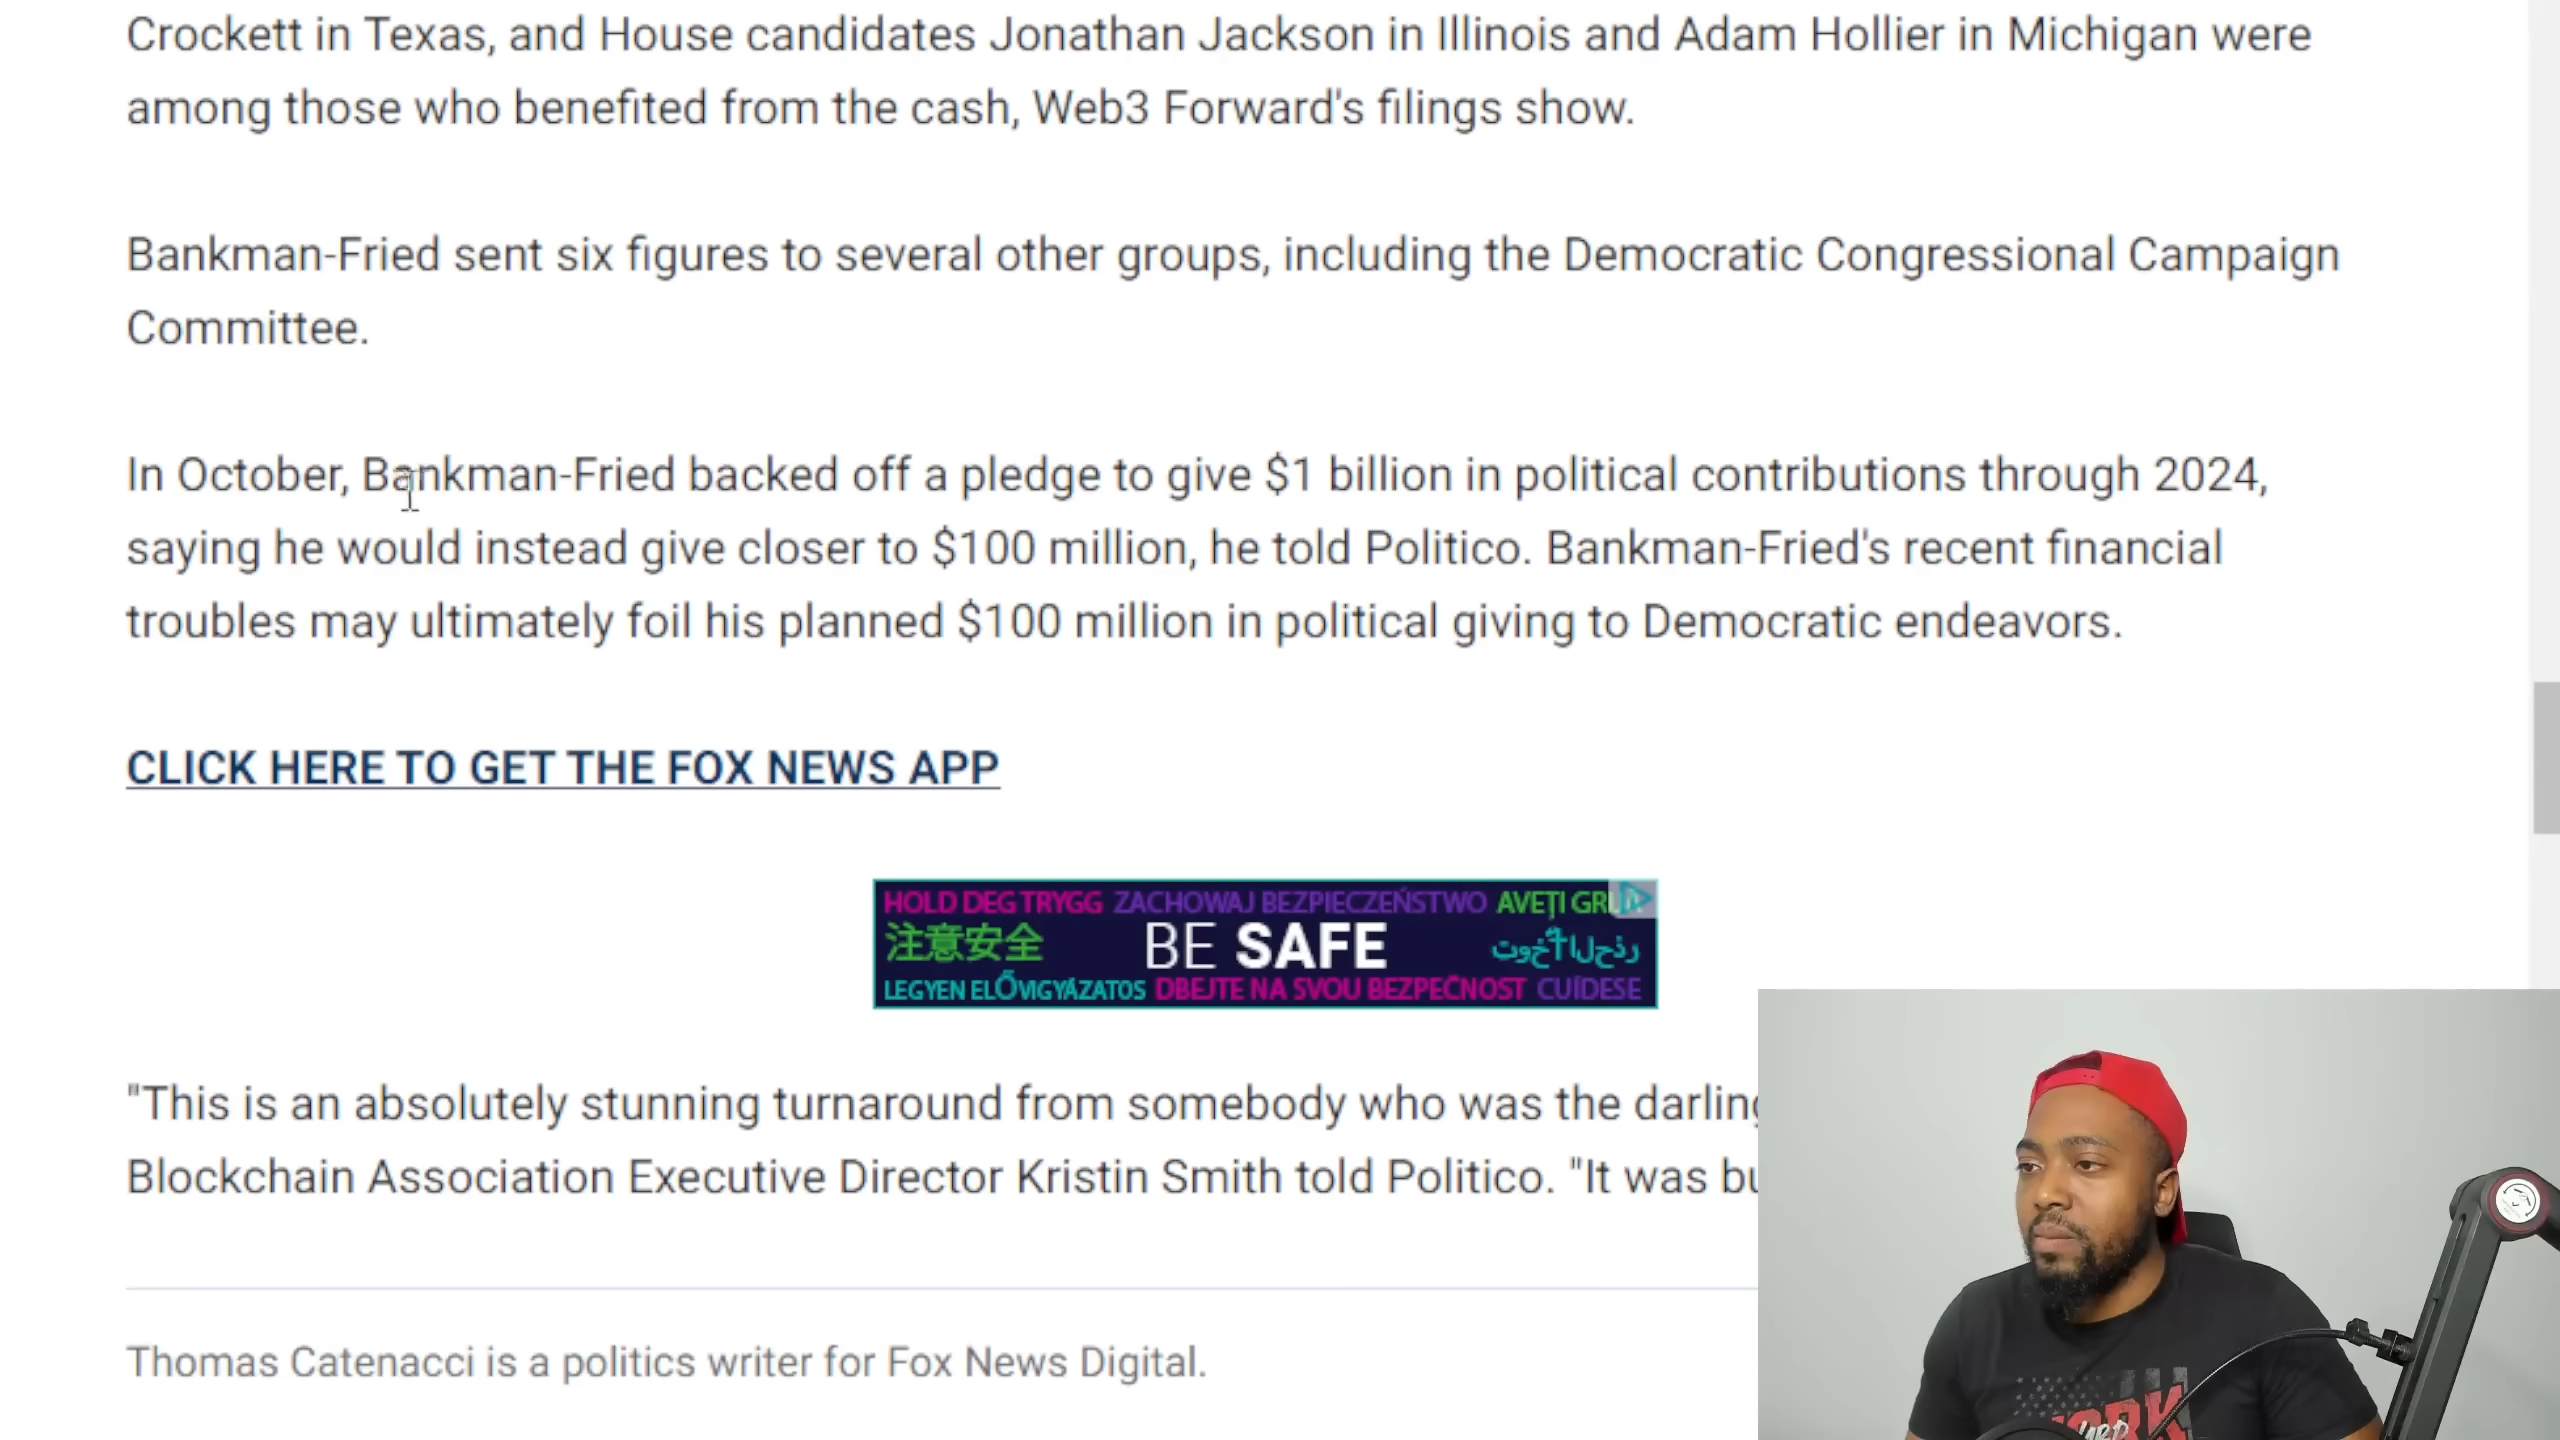 Crockett in Texas, and House candidates Jonathan Jackson in Illinois and Adam Hollier in Michigan were
among those who benefited from the cash, Web3 Forward's filings show.
Bankman-Fried sent six figures to several other groups, including the Democratic Congressional Campaign
Committee.
In October, Bankman-Fried backed off a pledge to give $1 billion in political contributions through 2024,
saying he would instead give closer to $100 million, he told Politico. Bankman-Fried's recent financial
troubles may ultimately foil his planned $100 million in political giving to Democratic endeavors.
CLICK HERE TO GET THE FOX NEWS APP
HOLD DEG TRYGG ZACHOWAJ BEZPIECZEŃSTWO AVEȚI
注意安全 BE SAFE
LEGYEN ELŐVIGYÁZATOS DBEJTE NA SVOU BEZPEČNOST CUÍDESE
"This is an absolutely stunning turnaround from somebody who was the darling
Blockchain Association Executive Director Kristin Smith told Politico. "It was
Thomas Catenacci is a politics writer for Fox News Digital.